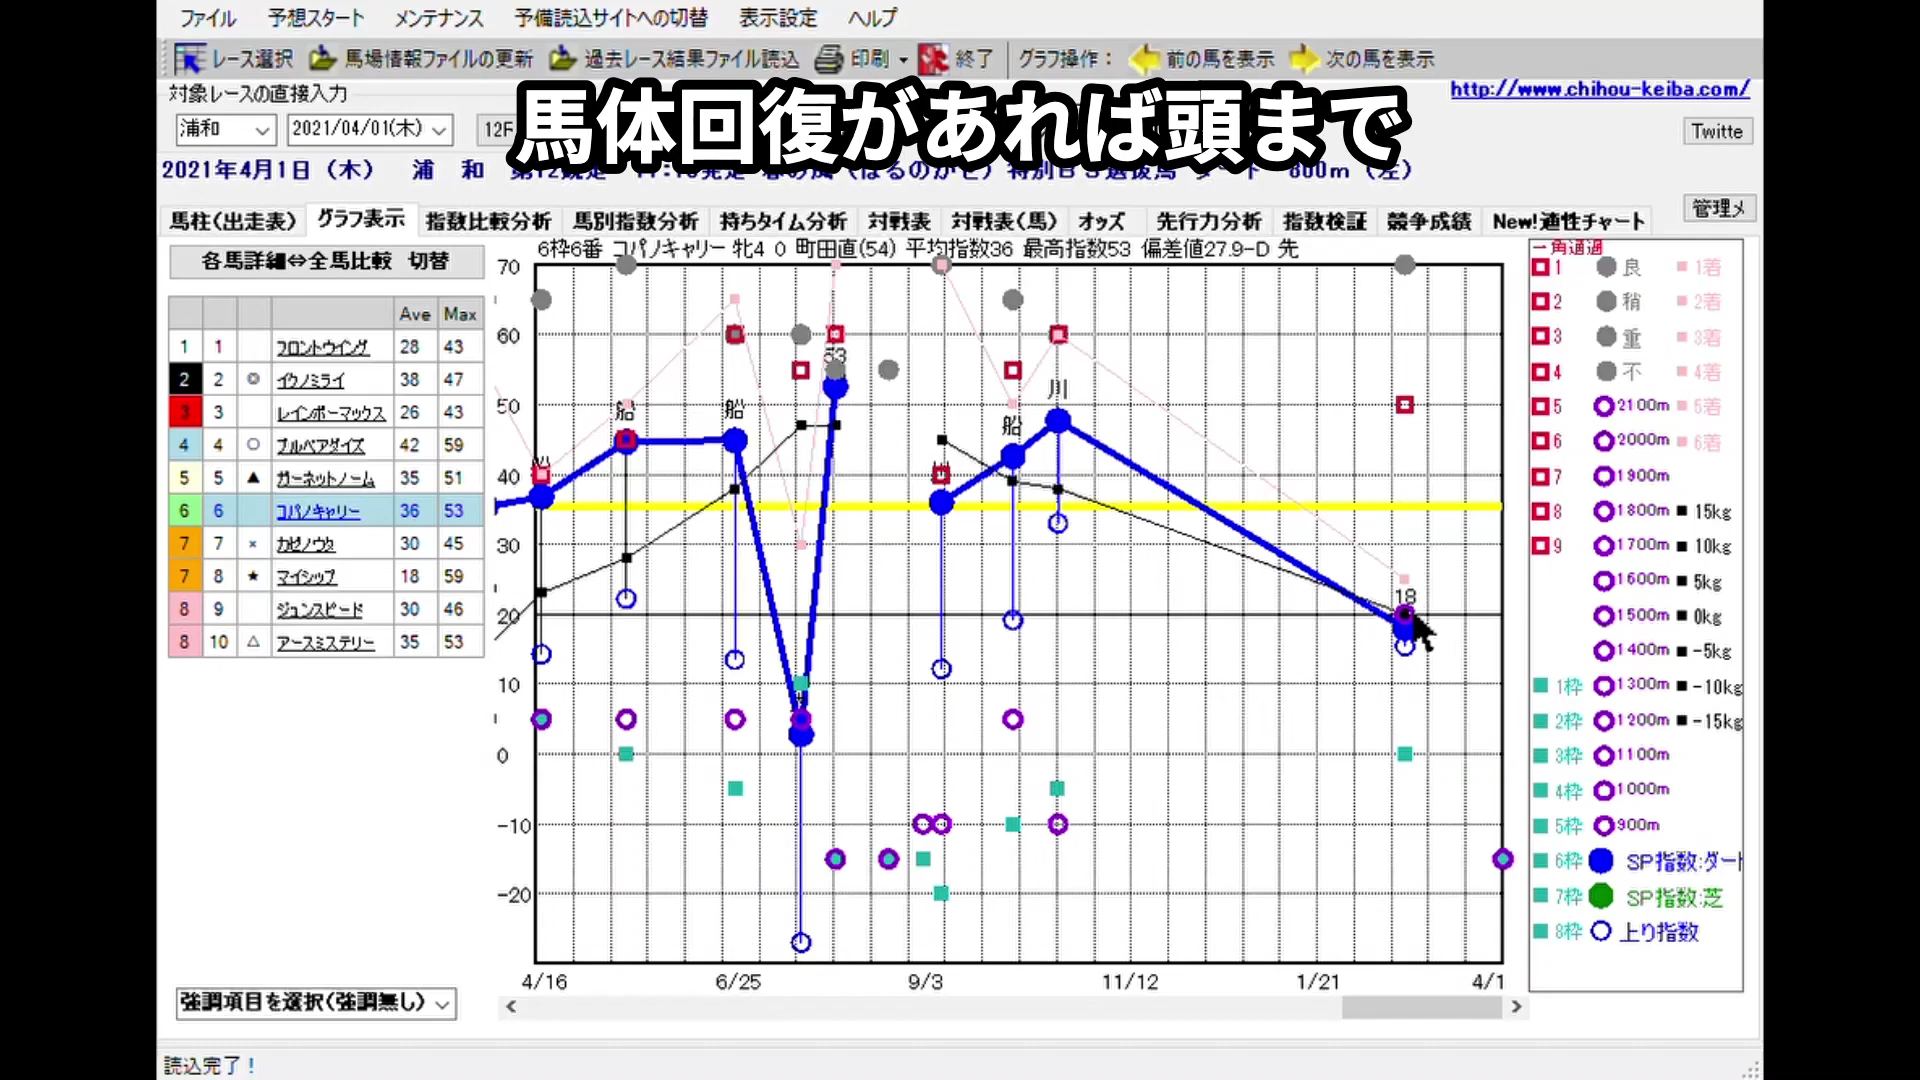 ファイル 予想スタート メンテナンス 予備読込サイトへの切替 表示設定 ヘルプ
レース選択 馬場情報ファイルの更新 過去レース結果ファイル読込 印刷 終了 グラフ操作： 前の馬を表示 次の馬を表示
対象レースの直接入力
http://www.chihou-keiba.com/
馬体回復があれば頭まで
浦和 2021/04/01(木) 12F
Twitte
2021年4月1日（木） 浦 和
管理メ
馬柱(出走表) グラフ表示 指数比較分析 馬別指数分析 持ちタイム分析 対戦表 対戦表(馬) オッズ 先行力分析 指数検証 競争成績 New!適性チャート
各馬詳細⇔全馬比較 切替
6枠6番 コパノキャリー 牝4 0 町田直(54) 平均指数36 最高指数53 偏差値27.9-D 先
Ave Max
1 1 フロントウイング 28 43
2 2 ◎ イクノミライ 38 47
3 3 レインボーマックス 26 43
4 4 ○ ブルベアダイズ 42 59
5 5 ▲ ガーネットノーム 35 51
6 6 コパノキャリー 36 53
7 7 × カゼノウタ 30 45
7 8 ★ マイシップ 18 59
8 9 ジュンスピード 30 46
8 10 △ アースミステリー 35 53
70
60
50
40
30
20
10
0
-10
-20
船
船
53
船
川
18
4/16 6/25 9/3 11/12 1/21 4/1
一角通過
1 良 1着
2 稍 2着
3 重 3着
4 不 4着
5 2100m 5着
6 2000m 6着
7 1900m
8 1800m 15kg
9 1700m 10kg
1600m 5kg
1500m 0kg
1400m -5kg
1枠 1300m -10kg
2枠 1200m -15kg
3枠 1100m
4枠 1000m
5枠 900m
6枠 SP指数:ダート
7枠 SP指数:芝
8枠 上り指数
強調項目を選択(強調無し)
読込完了！